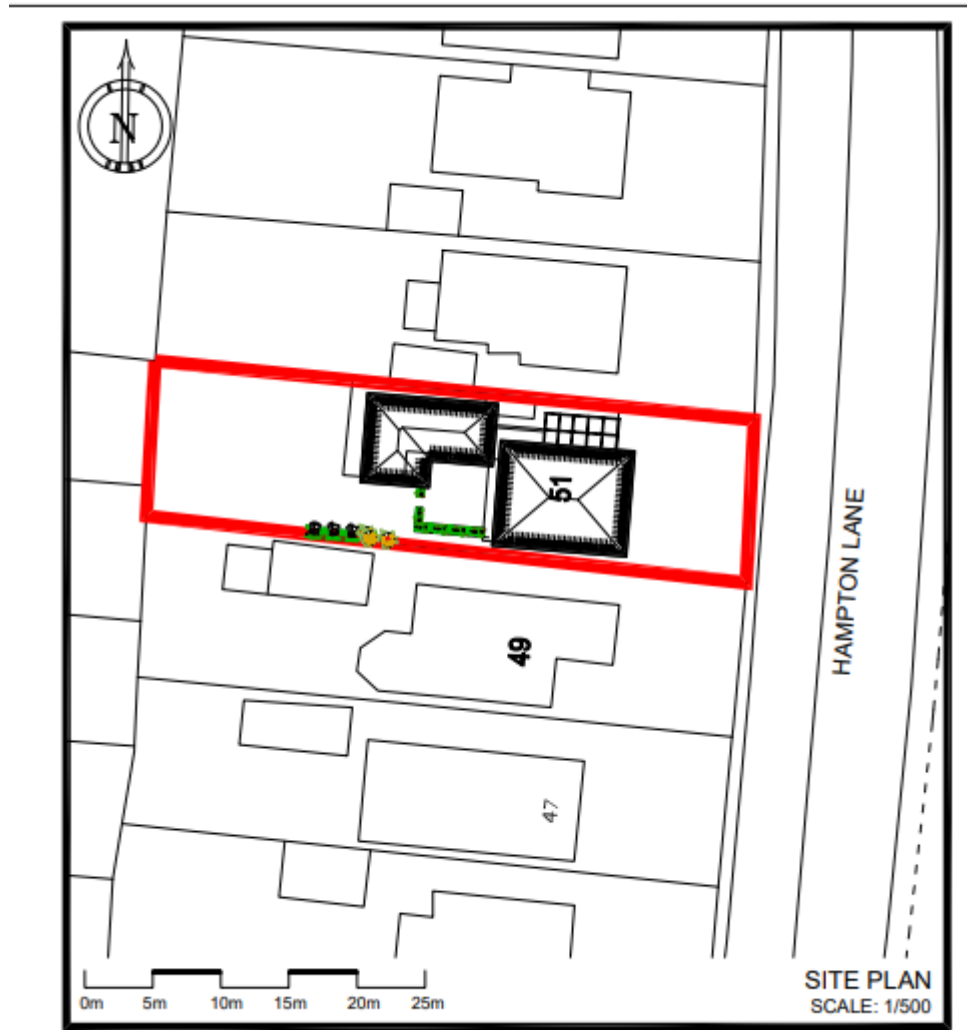 N
51
HAMPTON LANE
49
47
0m 5m 10m 15m 20m 25m
SITE PLAN
SCALE: 1/500